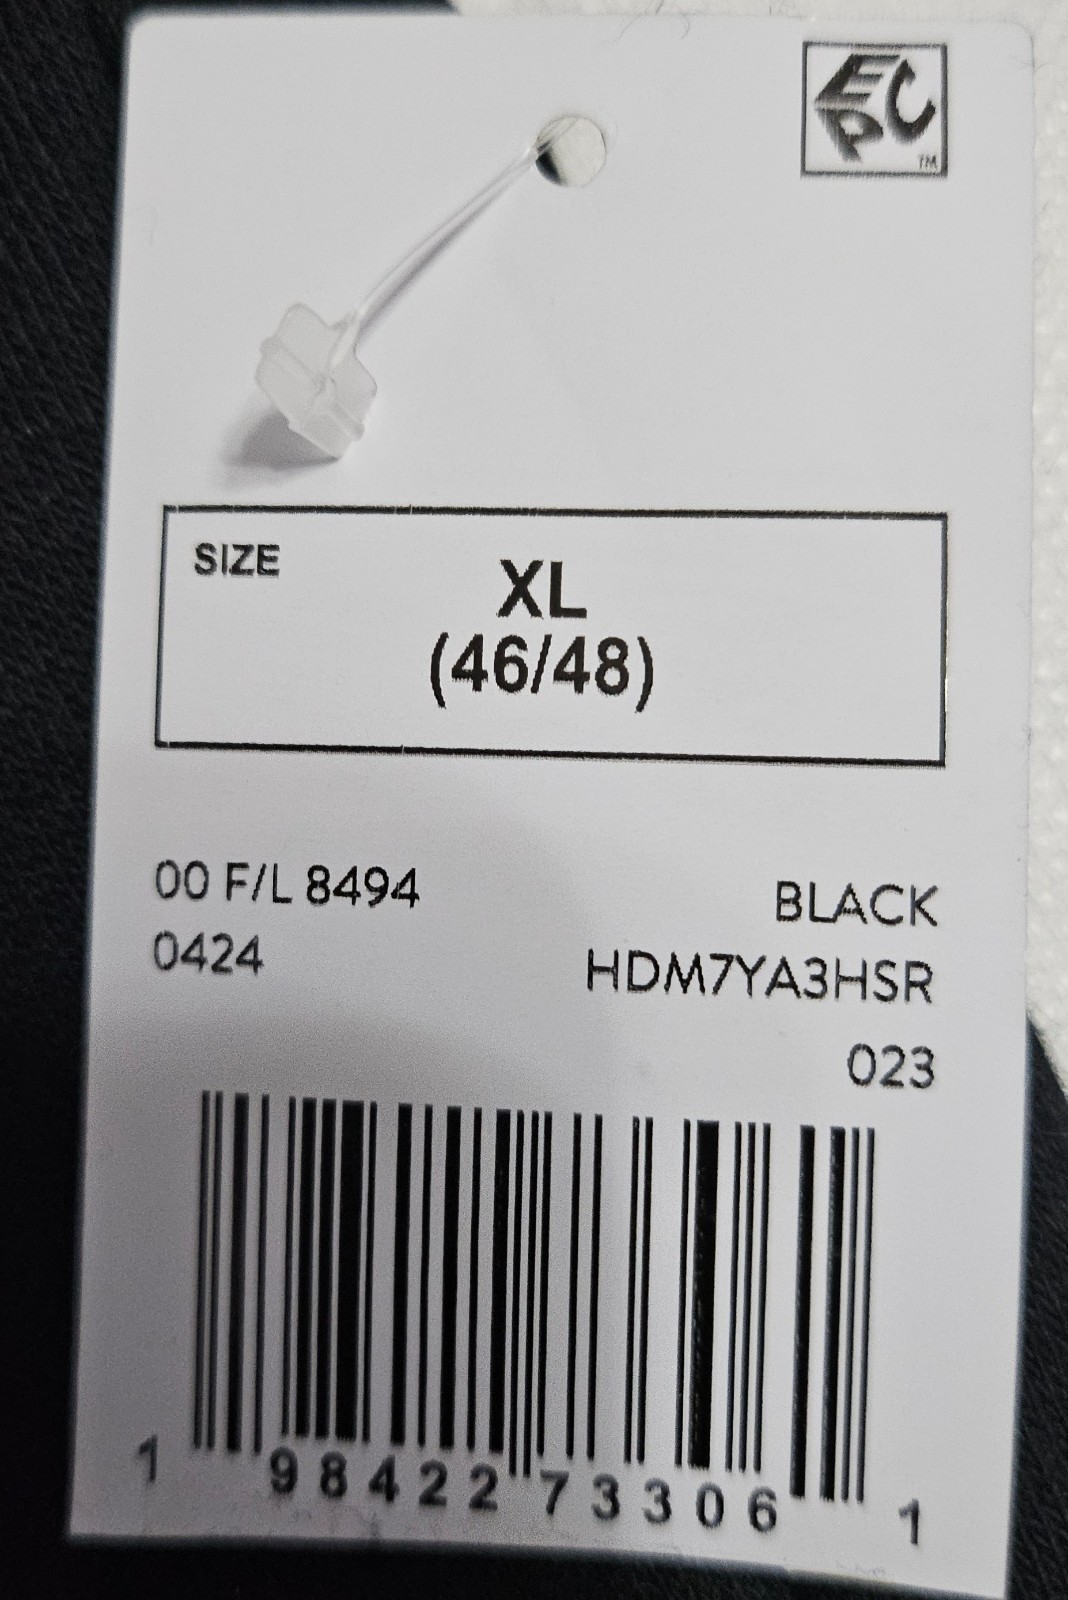 EPC
TM
SIZE
XL
(46/48)
00 F/L 8494
0424
BLACK
HDM7YA3HSR
023
1 98422 73306 1